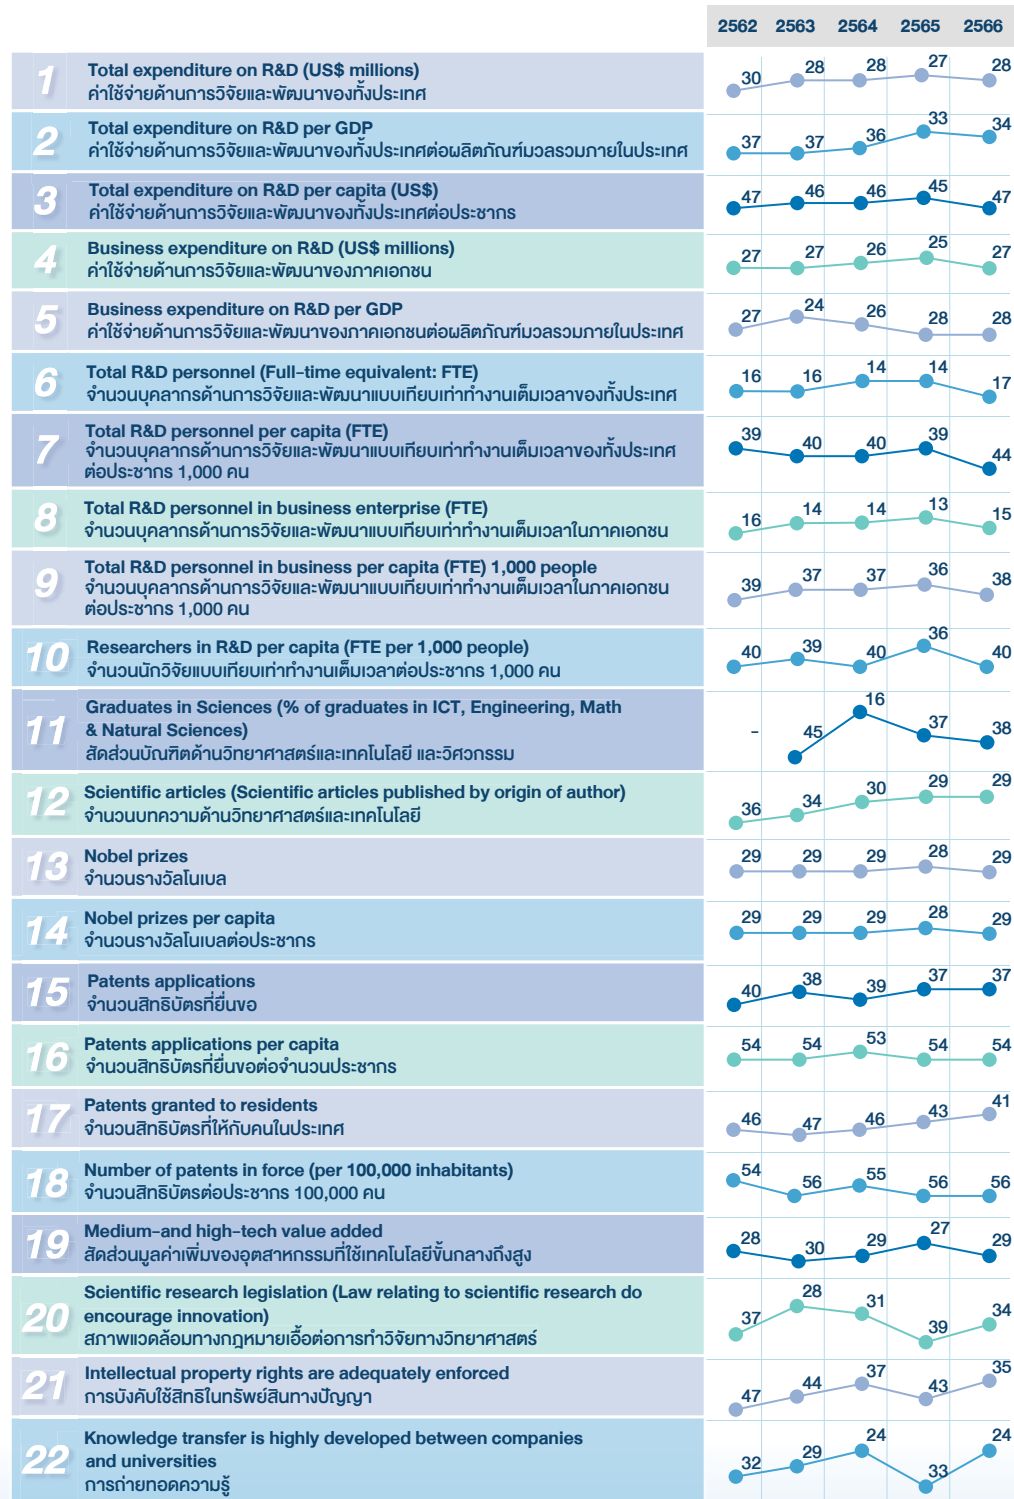 2562 2563 2564 2565 2566
1 Total expenditure on R&D (US$ millions)
ค่าใช้จ่ายด้านการวิจัยและพัฒนาของทั้งประเทศ
30 28 28 27 28
2 Total expenditure on R&D per GDP
ค่าใช้จ่ายด้านการวิจัยและพัฒนาของทั้งประเทศต่อผลิตภัณฑ์มวลรวมภายในประเทศ
37 37 36 33 34
3 Total expenditure on R&D per capita (US$)
ค่าใช้จ่ายด้านการวิจัยและพัฒนาของทั้งประเทศต่อประชากร
47 46 46 45 47
4 Business expenditure on R&D (US$ millions)
ค่าใช้จ่ายด้านการวิจัยและพัฒนาของภาคเอกชน
27 27 26 25 27
5 Business expenditure on R&D per GDP
ค่าใช้จ่ายด้านการวิจัยและพัฒนาของภาคเอกชนต่อผลิตภัณฑ์มวลรวมภายในประเทศ
27 24 26 28 28
6 Total R&D personnel (Full-time equivalent: FTE)
จำนวนบุคลากรด้านการวิจัยและพัฒนาแบบเทียบเท่าทำงานเต็มเวลาของทั้งประเทศ
16 16 14 14 17
7 Total R&D personnel per capita (FTE)
จำนวนบุคลากรด้านการวิจัยและพัฒนาแบบเทียบเท่าทำงานเต็มเวลาของทั้งประเทศ
ต่อประชากร 1,000 คน
39 40 40 39 44
8 Total R&D personnel in business enterprise (FTE)
จำนวนบุคลากรด้านการวิจัยและพัฒนาแบบเทียบเท่าทำงานเต็มเวลาในภาคเอกชน
16 14 14 13 15
9 Total R&D personnel in business per capita (FTE) 1,000 people
จำนวนบุคลากรด้านการวิจัยและพัฒนาแบบเทียบเท่าทำงานเต็มเวลาในภาคเอกชน
ต่อประชากร 1,000 คน
39 37 37 36 38
10 Researchers in R&D per capita (FTE per 1,000 people)
จำนวนนักวิจัยแบบเทียบเท่าทำงานเต็มเวลาต่อประชากร 1,000 คน
40 39 40 36 40
11 Graduates in Sciences (% of graduates in ICT, Engineering, Math
& Natural Sciences)
สัดส่วนบัณฑิตด้านวิทยาศาสตร์และเทคโนโลยี และวิศวกรรม
- 45 16 37 38
12 Scientific articles (Scientific articles published by origin of author)
จำนวนบทความด้านวิทยาศาสตร์และเทคโนโลยี
36 34 30 29 29
13 Nobel prizes
จำนวนรางวัลโนเบล
29 29 29 28 29
14 Nobel prizes per capita
จำนวนรางวัลโนเบลต่อประชากร
29 29 29 28 29
15 Patents applications
จำนวนสิทธิบัตรที่ยื่นขอ
40 38 39 37 37
16 Patents applications per capita
จำนวนสิทธิบัตรที่ยื่นขอต่อจำนวนประชากร
54 54 53 54 54
17 Patents granted to residents
จำนวนสิทธิบัตรที่ให้กับคนในประเทศ
46 47 46 43 41
18 Number of patents in force (per 100,000 inhabitants)
จำนวนสิทธิบัตรต่อประชากร 100,000 คน
54 56 55 56 56
19 Medium-and high-tech value added
สัดส่วนมูลค่าเพิ่มของอุตสาหกรรมที่ใช้เทคโนโลยีขั้นกลางถึงสูง
28 30 29 27 29
20 Scientific research legislation (Law relating to scientific research do
encourage innovation)
สภาพแวดล้อมทางกฎหมายเอื้อต่อการทำวิจัยทางวิทยาศาสตร์
37 28 31 39 34
21 Intellectual property rights are adequately enforced
การบังคับใช้สิทธิในทรัพย์สินทางปัญญา
47 44 37 43 35
22 Knowledge transfer is highly developed between companies
and universities
การถ่ายทอดความรู้
32 29 24 33 24